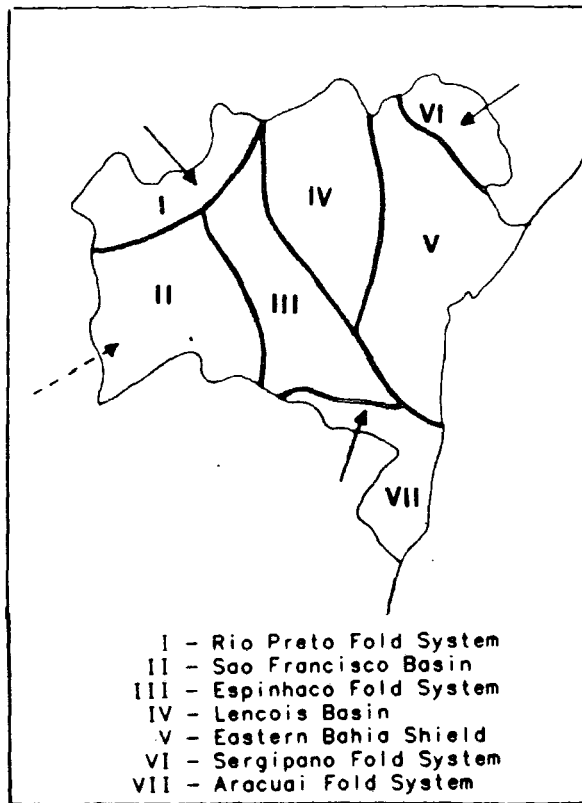 VI
I
IV
V
II
III
VII
I – Rio Preto Fold System
II – Sao Francisco Basin
III – Espinhaco Fold System
IV – Lencois Basin
V – Eastern Bahia Shield
VI – Sergipano Fold System
VII – Aracuai Fold System